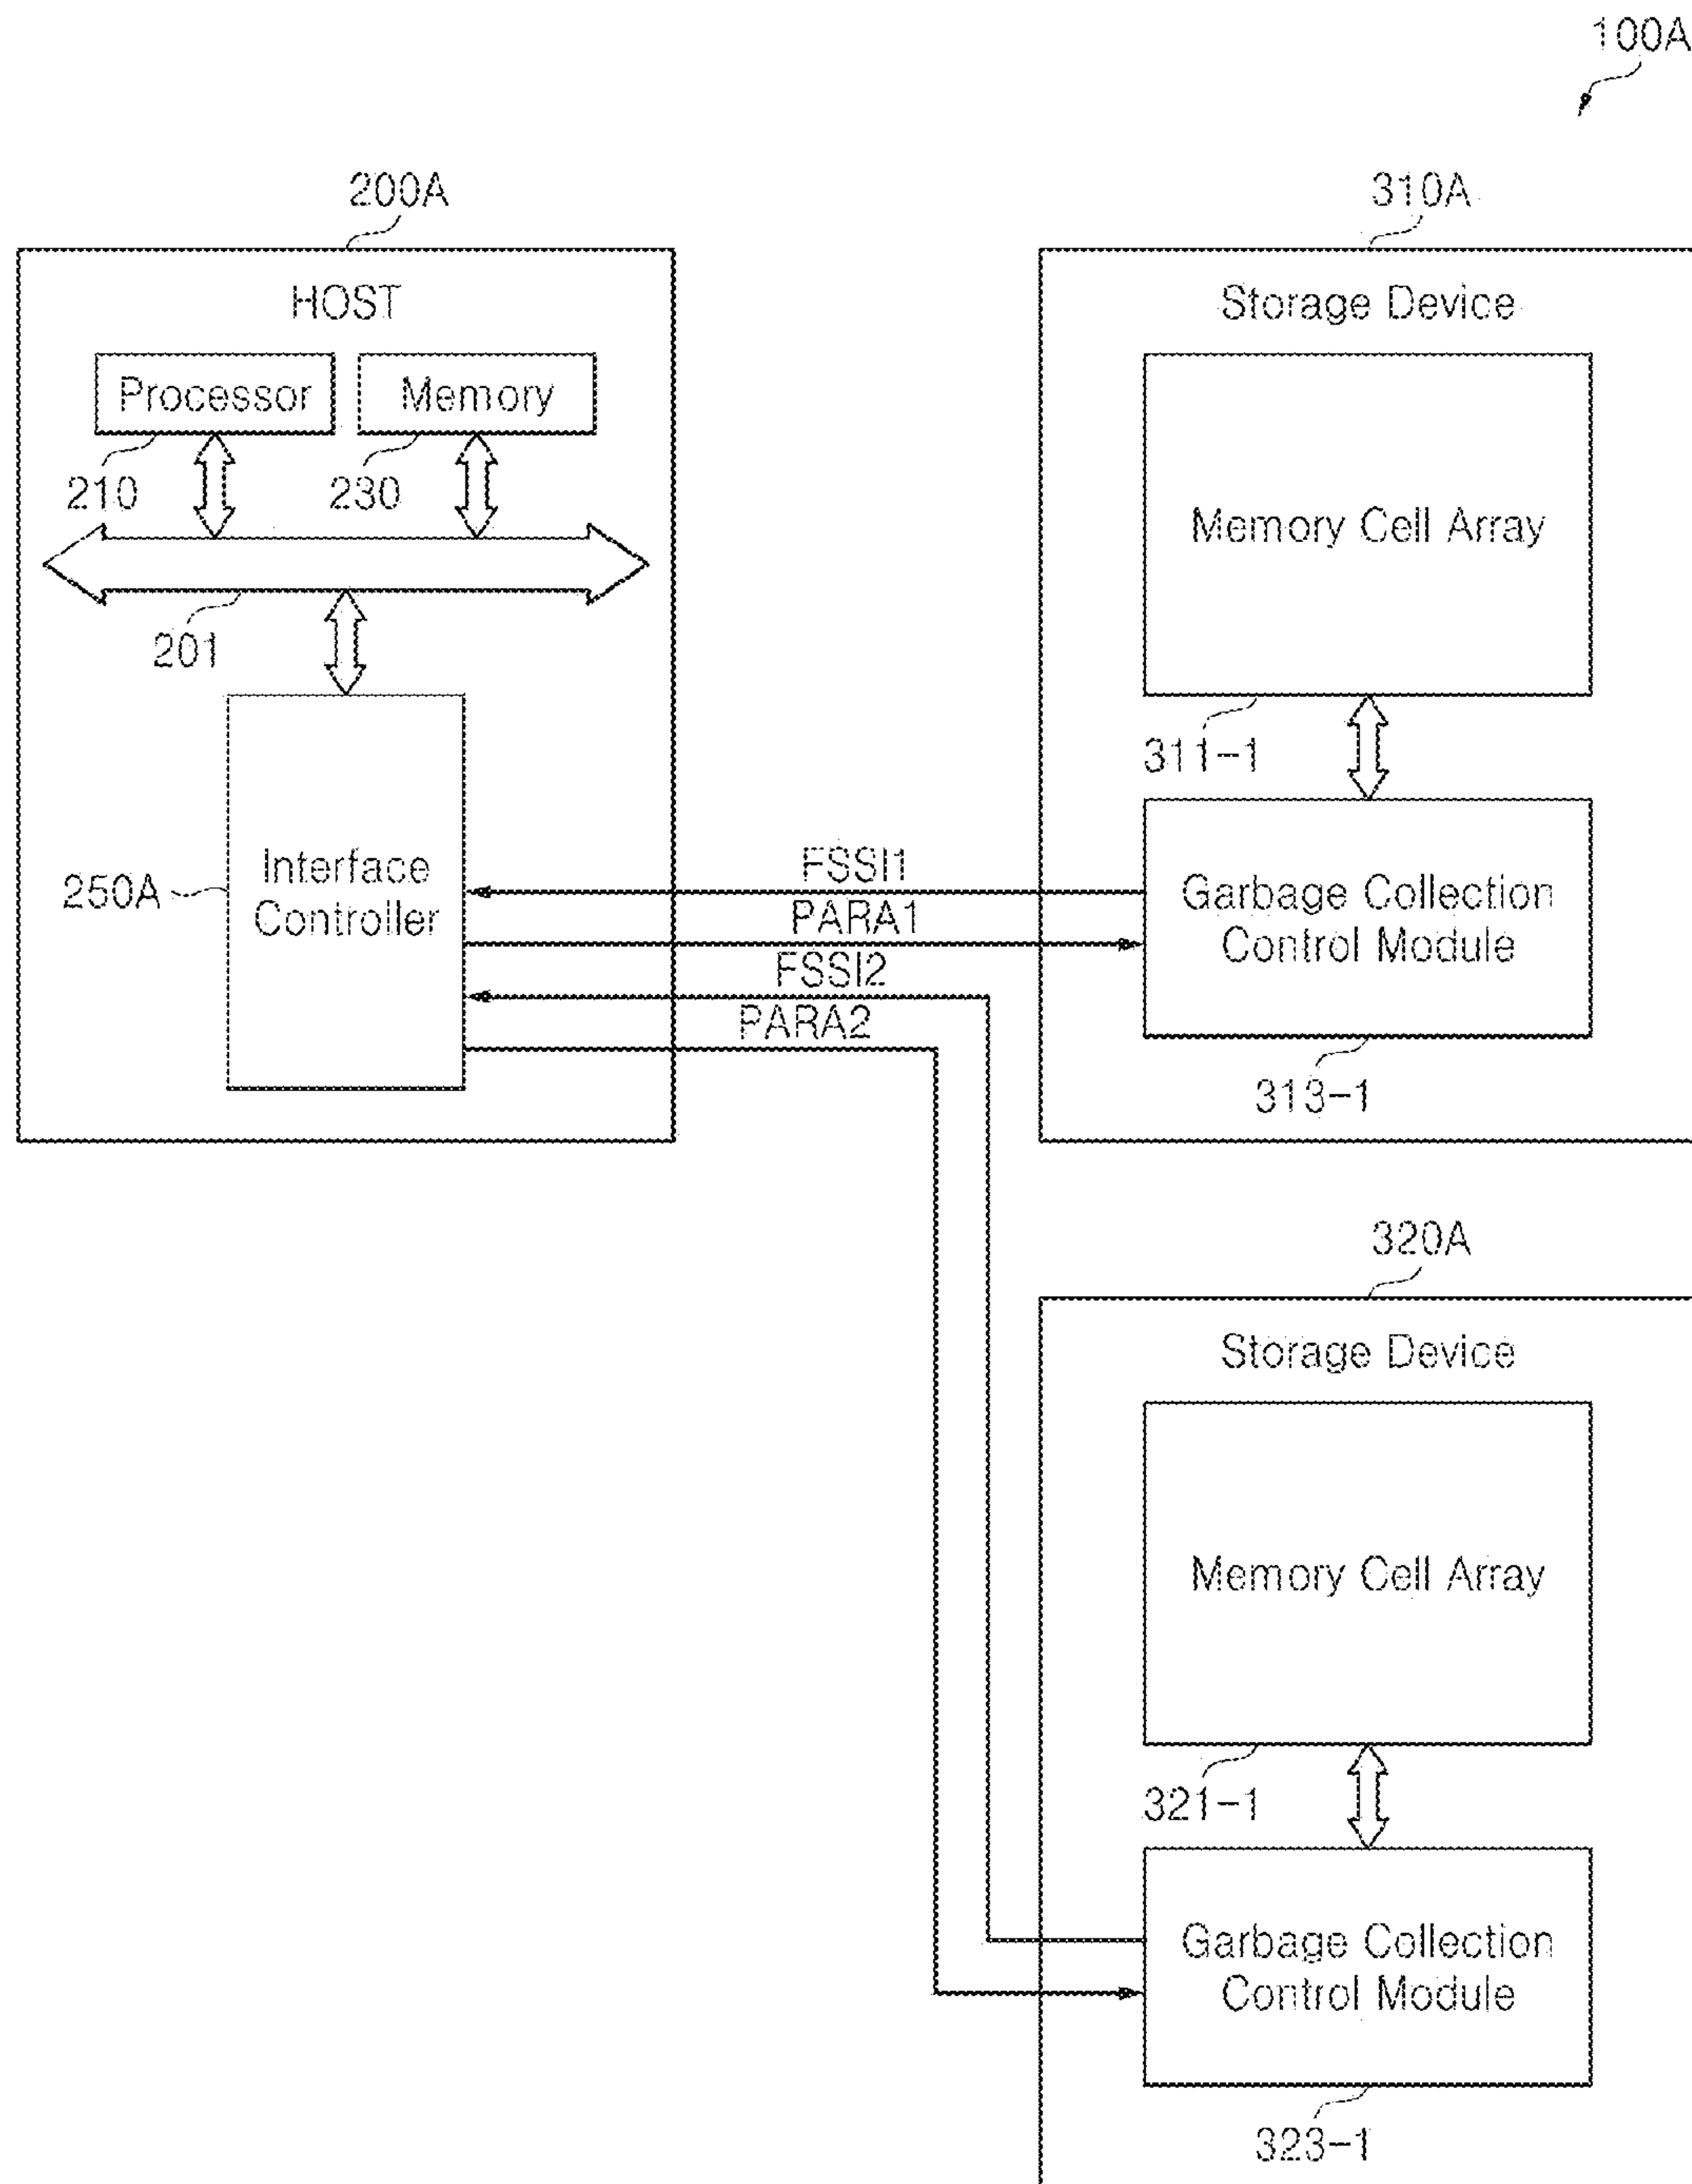 100A
200A
HOST
Processor
Memory
210
230
201
250A
Interface
Controller
FSSI1
PARA1
FSSI2
PARA2
310A
Storage Device
Memory Cell Array
311-1
Garbage Collection
Control Module
313-1
320A
Storage Device
Memory Cell Array
321-1
Garbage Collection
Control Module
323-1